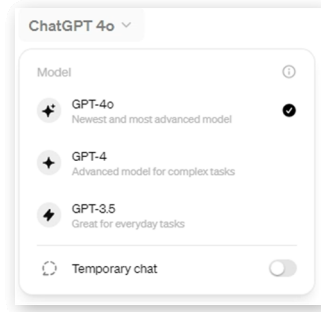 ChatGPT 4o
Model
GPT-4o
Newest and most advanced model
GPT-4
Advanced model for complex tasks
GPT-3.5
Great for everyday tasks
Temporary chat